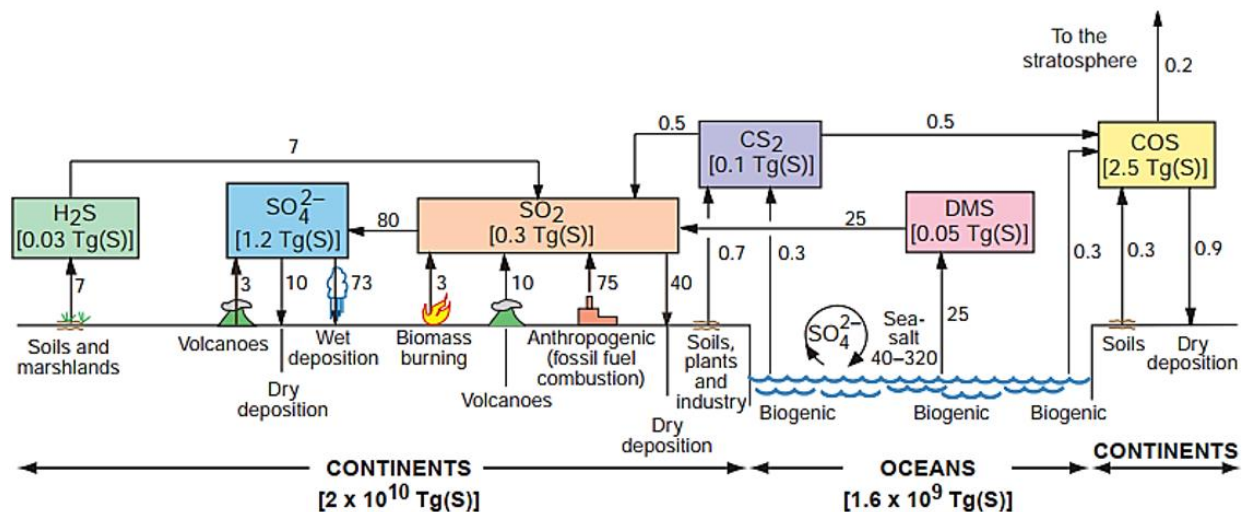 To the
stratosphere
0.2
0.5
CS₂
[0.1 Tg(S)]
0.5
COS
[2.5 Tg(S)]
7
H₂S
[0.03 Tg(S)]
SO₄²⁻
[1.2 Tg(S)]
80
SO₂
[0.3 Tg(S)]
25
DMS
[0.05 Tg(S)]
7
3
10
73
3
10
75
40
0.7
0.3
25
0.3
0.3
0.9
Soils and
marshlands
Volcanoes
Dry
deposition
Wet
deposition
Biomass
burning
Volcanoes
Anthropogenic
(fossil fuel
combustion)
Dry
deposition
Soils,
plants
and
industry
Biogenic
SO₄²⁻
Sea-
salt
40–320
Biogenic
Biogenic
Soils
Dry
deposition
CONTINENTS
[2 x 10¹⁰ Tg(S)]
OCEANS
[1.6 x 10⁹ Tg(S)]
CONTINENTS